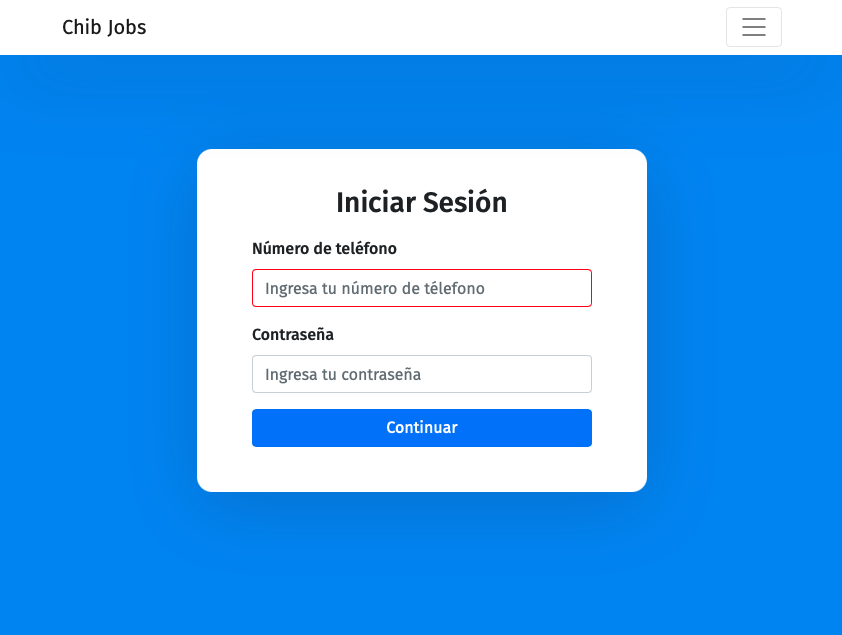 Chib Jobs
Iniciar Sesión
Número de teléfono
Ingresa tu número de télefono
Contraseña
Ingresa tu contraseña
Continuar